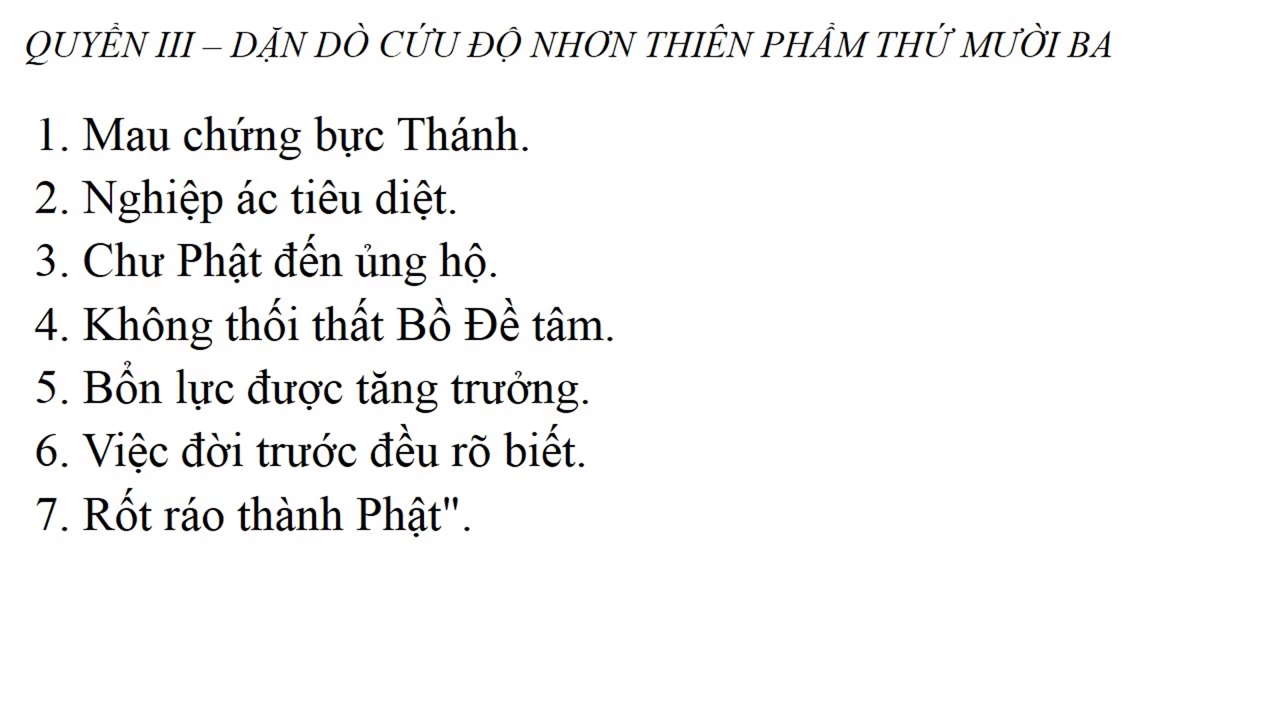 QUYỂN III – DẶN DÒ CỨU ĐỘ NHƠN THIÊN PHẨM THỨ MƯỜI BA
1. Mau chứng bực Thánh.
2. Nghiệp ác tiêu diệt.
3. Chư Phật đến ủng hộ.
4. Không thối thất Bồ Đề tâm.
5. Bổn lực được tăng trưởng.
6. Việc đời trước đều rõ biết.
7. Rốt ráo thành Phật".